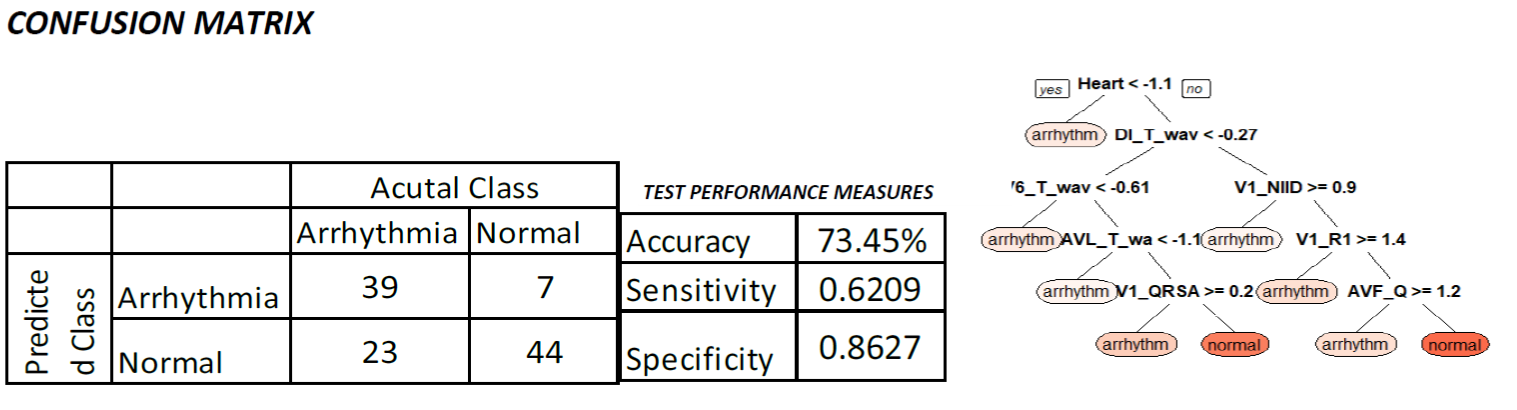 CONFUSION MATRIX
Acutal Class
Arrhythmia Normal
Predicte
d Class
Arrhythmia 39 7
Normal 23 44
TEST PERFORMANCE MEASURES
Accuracy 73.45%
Sensitivity 0.6209
Specificity 0.8627
yes Heart < -1.1 no
arrhythm DI_T_wav < -0.27
'6_T_wav < -0.61 V1_NIID >= 0.9
arrhythm AVL_T_wa < -1.1 arrhythm V1_R1 >= 1.4
arrhythm V1_QRSA >= 0.2 arrhythm AVF_Q >= 1.2
arrhythm normal arrhythm normal